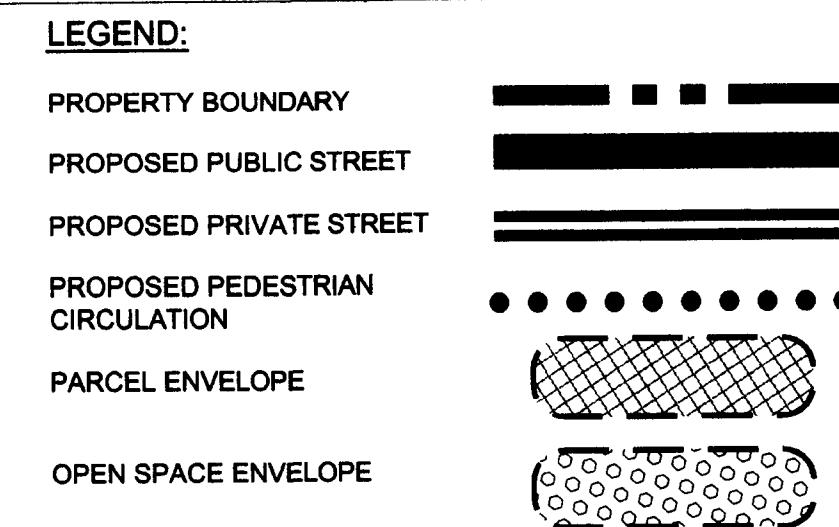 LEGEND:
PROPERTY BOUNDARY
PROPOSED PUBLIC STREET
PROPOSED PRIVATE STREET
PROPOSED PEDESTRIAN
CIRCULATION
PARCEL ENVELOPE
OPEN SPACE ENVELOPE